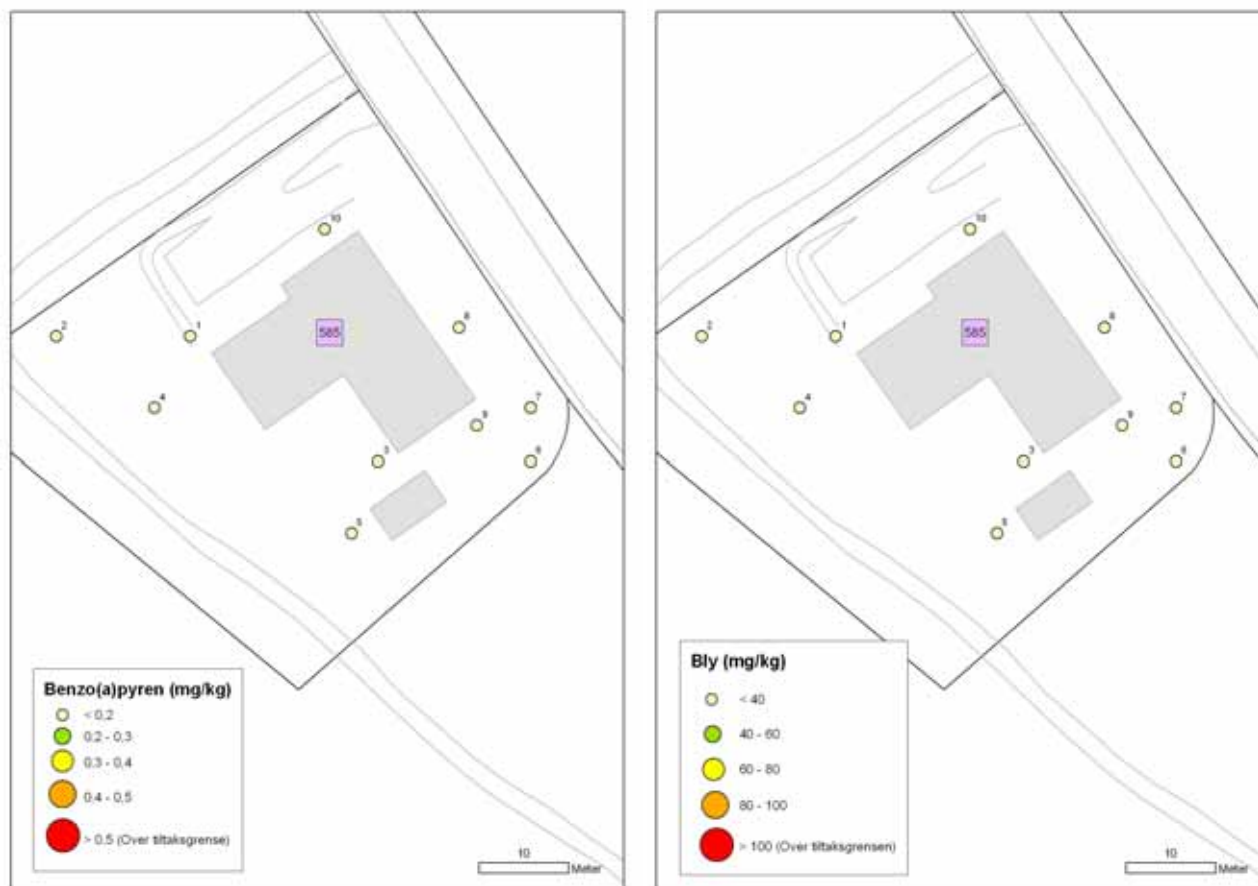 10
2
1
585
8
4
7
9
3
6
5
Benzo(a)pyren (mg/kg)
< 0,2
0,2 - 0,3
0,3 - 0,4
0,4 - 0,5
> 0,5 (Over tiltaksgrense)
10
Meter
10
2
1
585
8
4
7
9
3
6
5
Bly (mg/kg)
< 40
40 - 60
60 - 80
80 - 100
> 100 (Over tiltaksgrensen)
10
Meter